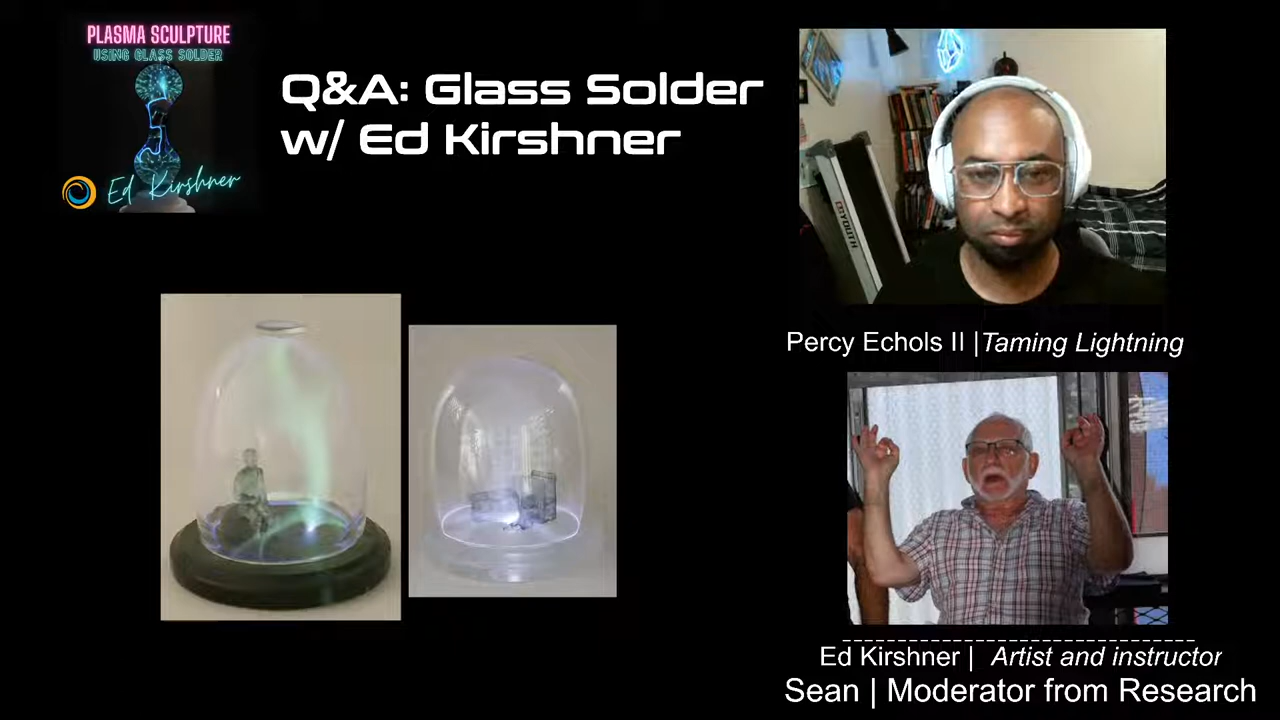 PLASMA SCULPTURE
USING GLASS SOLDER
Ed Kirshner
Q&A: Glass Solder
w/ Ed Kirshner
OXYOUTH
Percy Echols II | Taming Lightning
Ed Kirshner | Artist and instructor
Sean | Moderator from Research